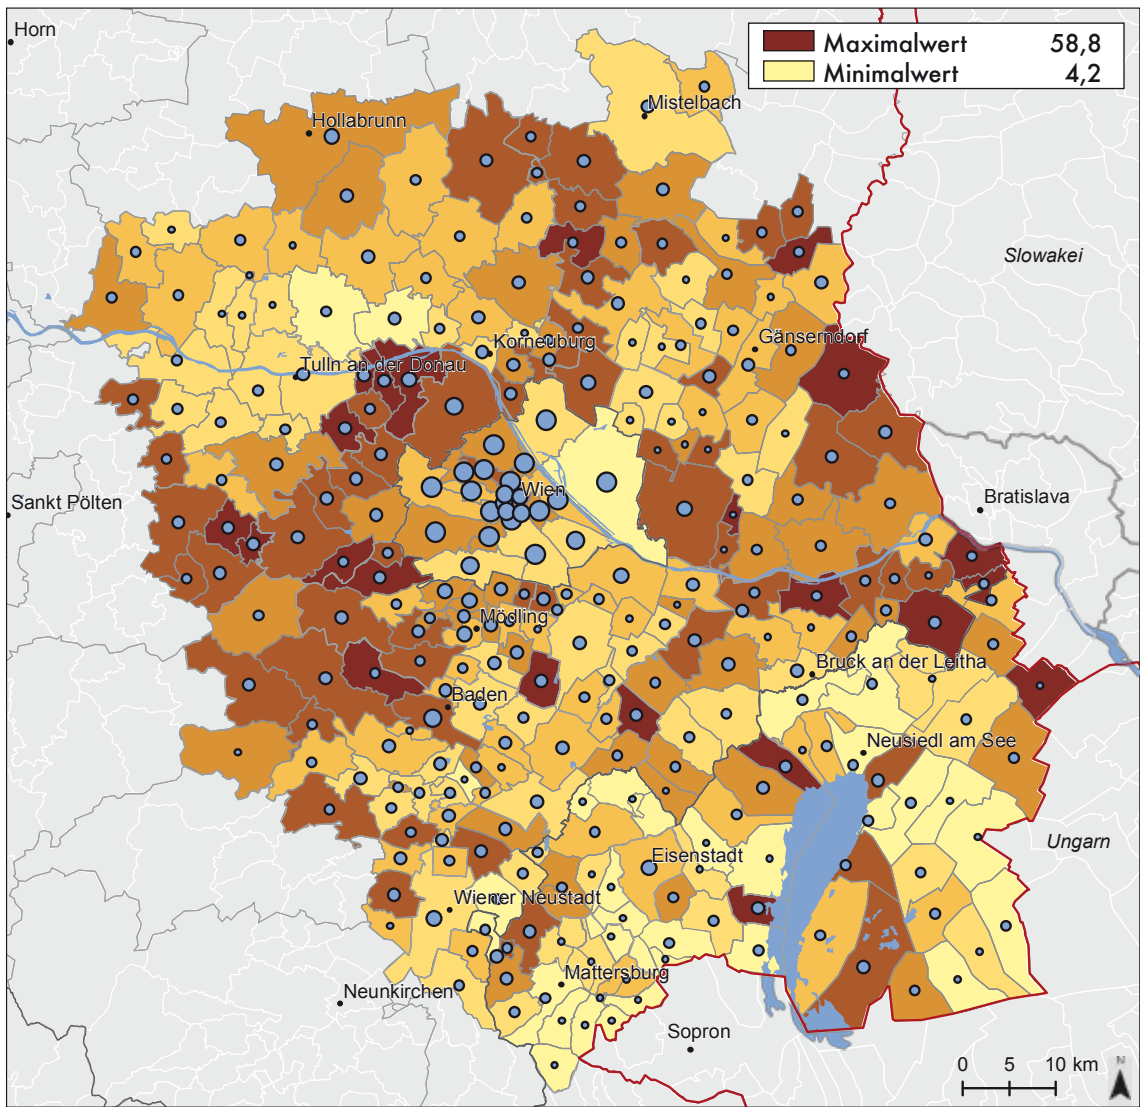 Horn
Maximalwert 58,8
Minimalwert 4,2
Mistelbach
Hollabrunn
Slowakei
Gänserndorf
Korneuburg
Tulln an der Donau
Sankt Pölten
Wien
Bratislava
Mödling
Bruck an der Leitha
Baden
Neusiedl am See
Ungarn
Eisenstadt
Wiener Neustadt
Mattersburg
Neunkirchen
Sopron
0 5 10 km
N